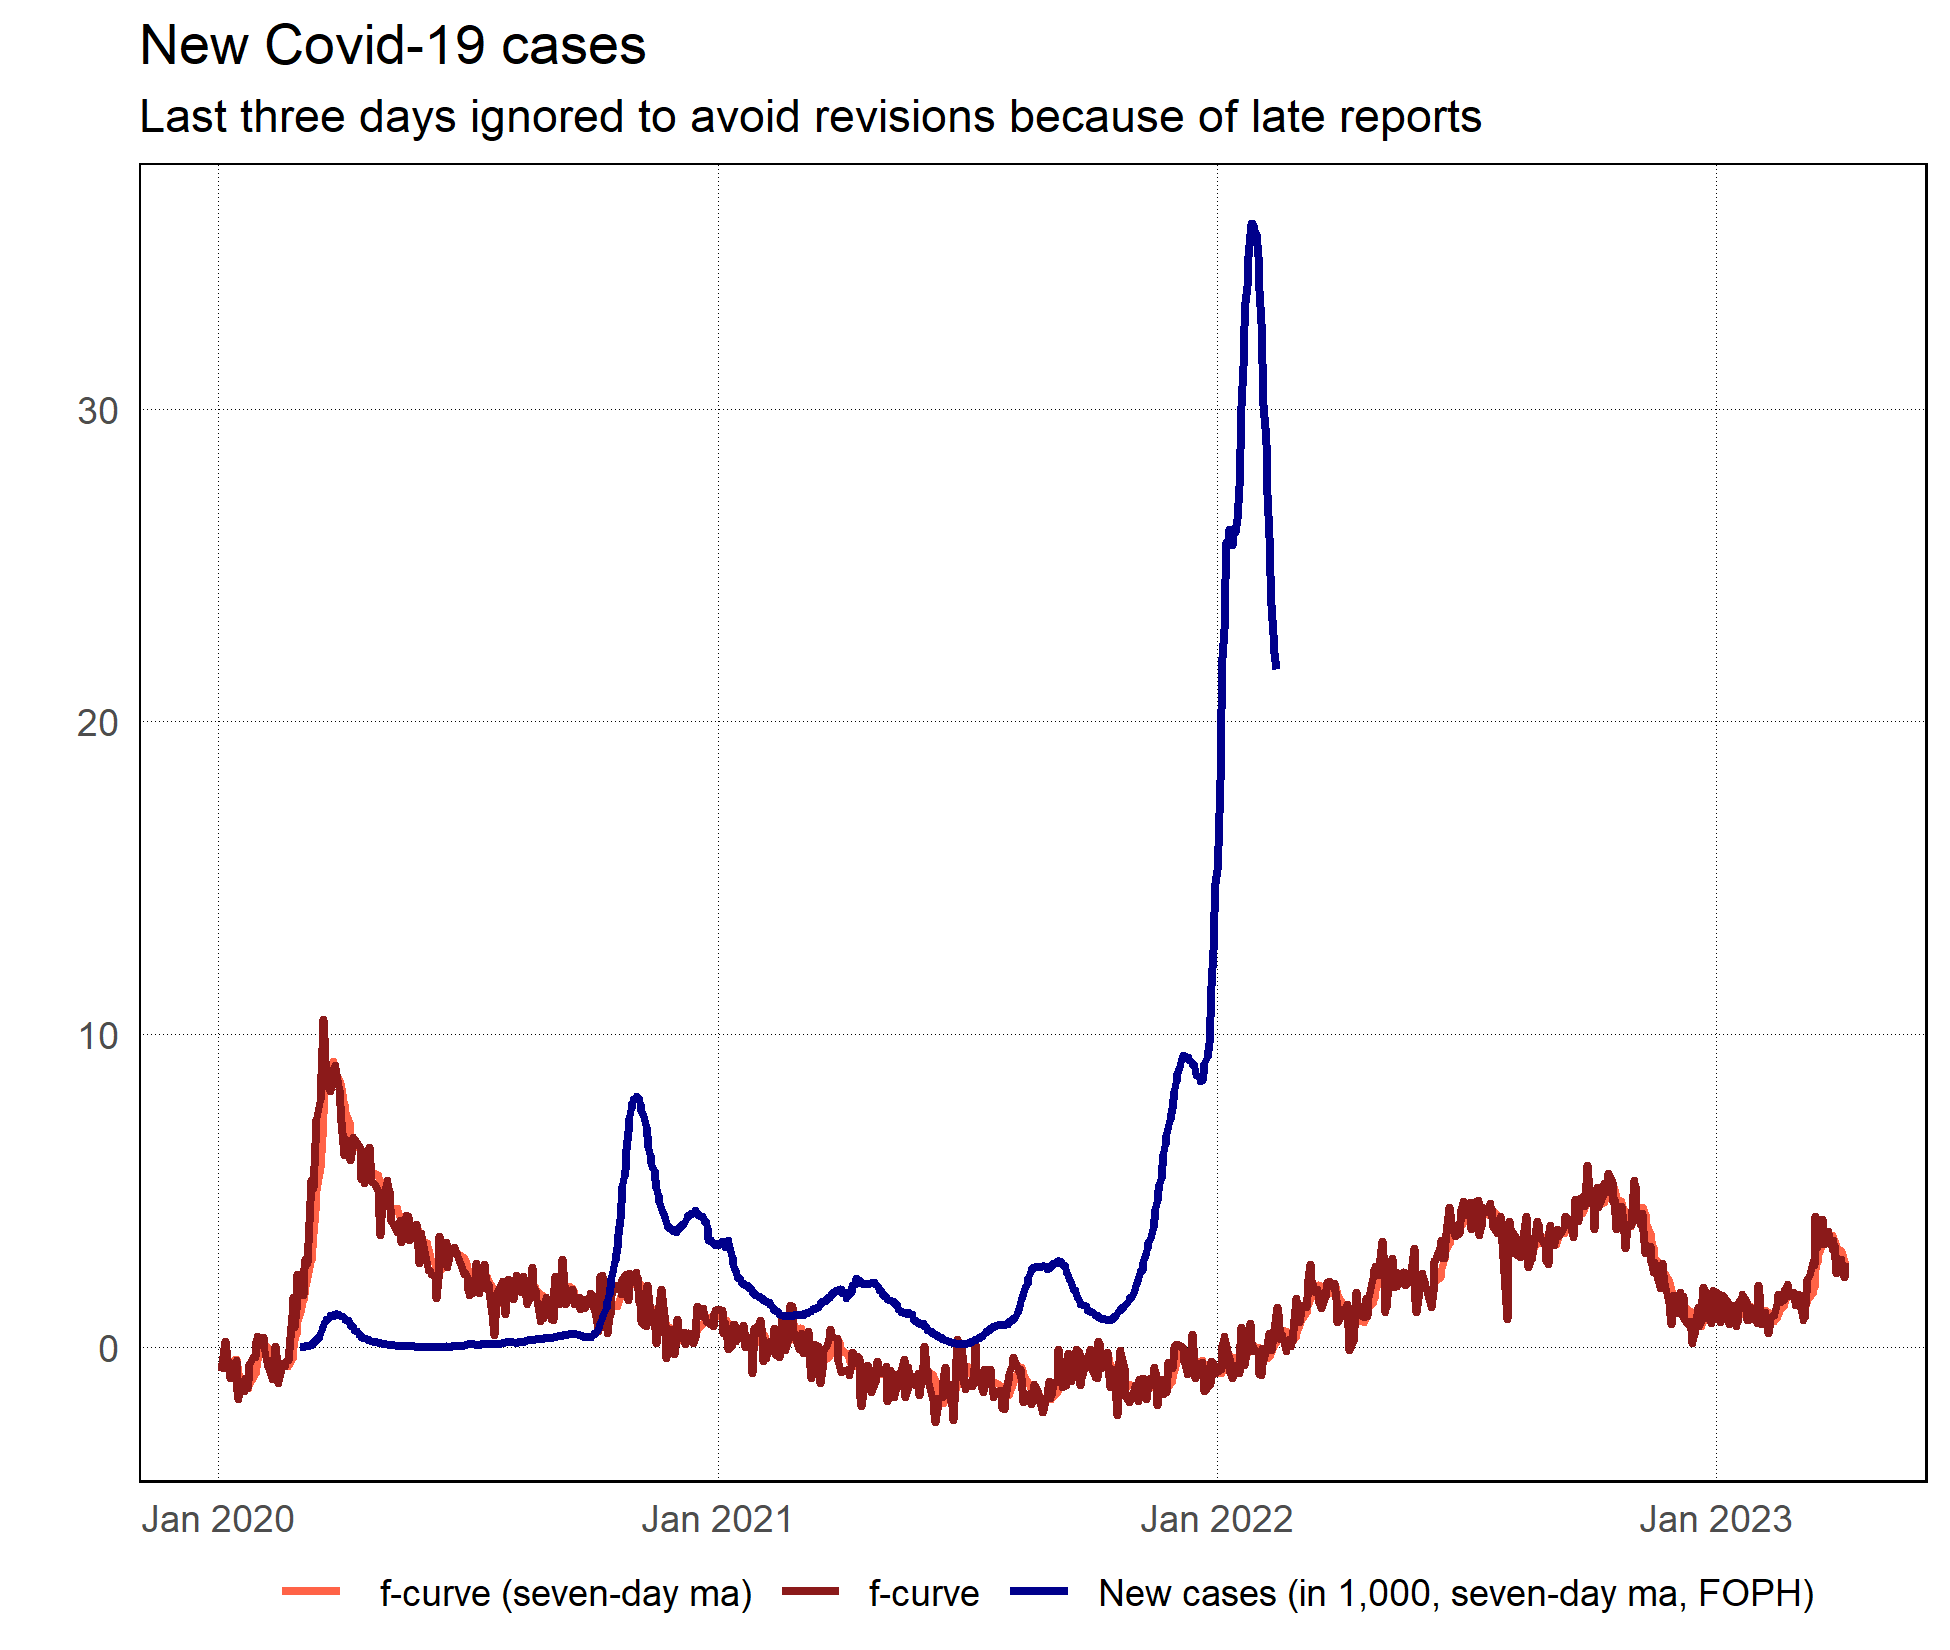 New Covid-19 cases
Last three days ignored to avoid revisions because of late reports
30
20
10
0
Jan 2020 Jan 2021 Jan 2022 Jan 2023
f-curve (seven-day ma) f-curve New cases (in 1,000, seven-day ma, FOPH)